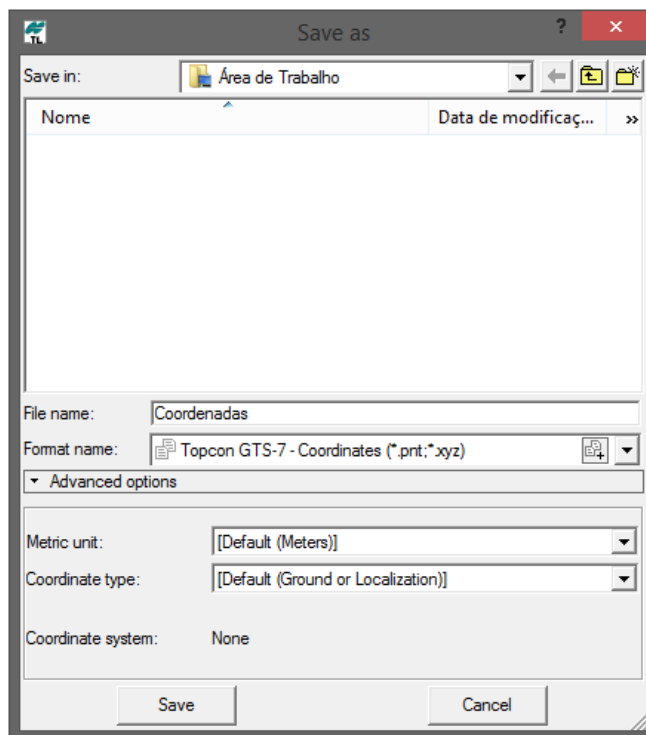 TL Save as ? ×
Save in: Área de Trabalho
Nome Data de modificaç... »
File name: Coordenadas
Format name: Topcon GTS-7 - Coordinates (*.pnt;*.xyz)
Advanced options
Metric unit: [Default (Meters)]
Coordinate type: [Default (Ground or Localization)]
Coordinate system: None
Save Cancel